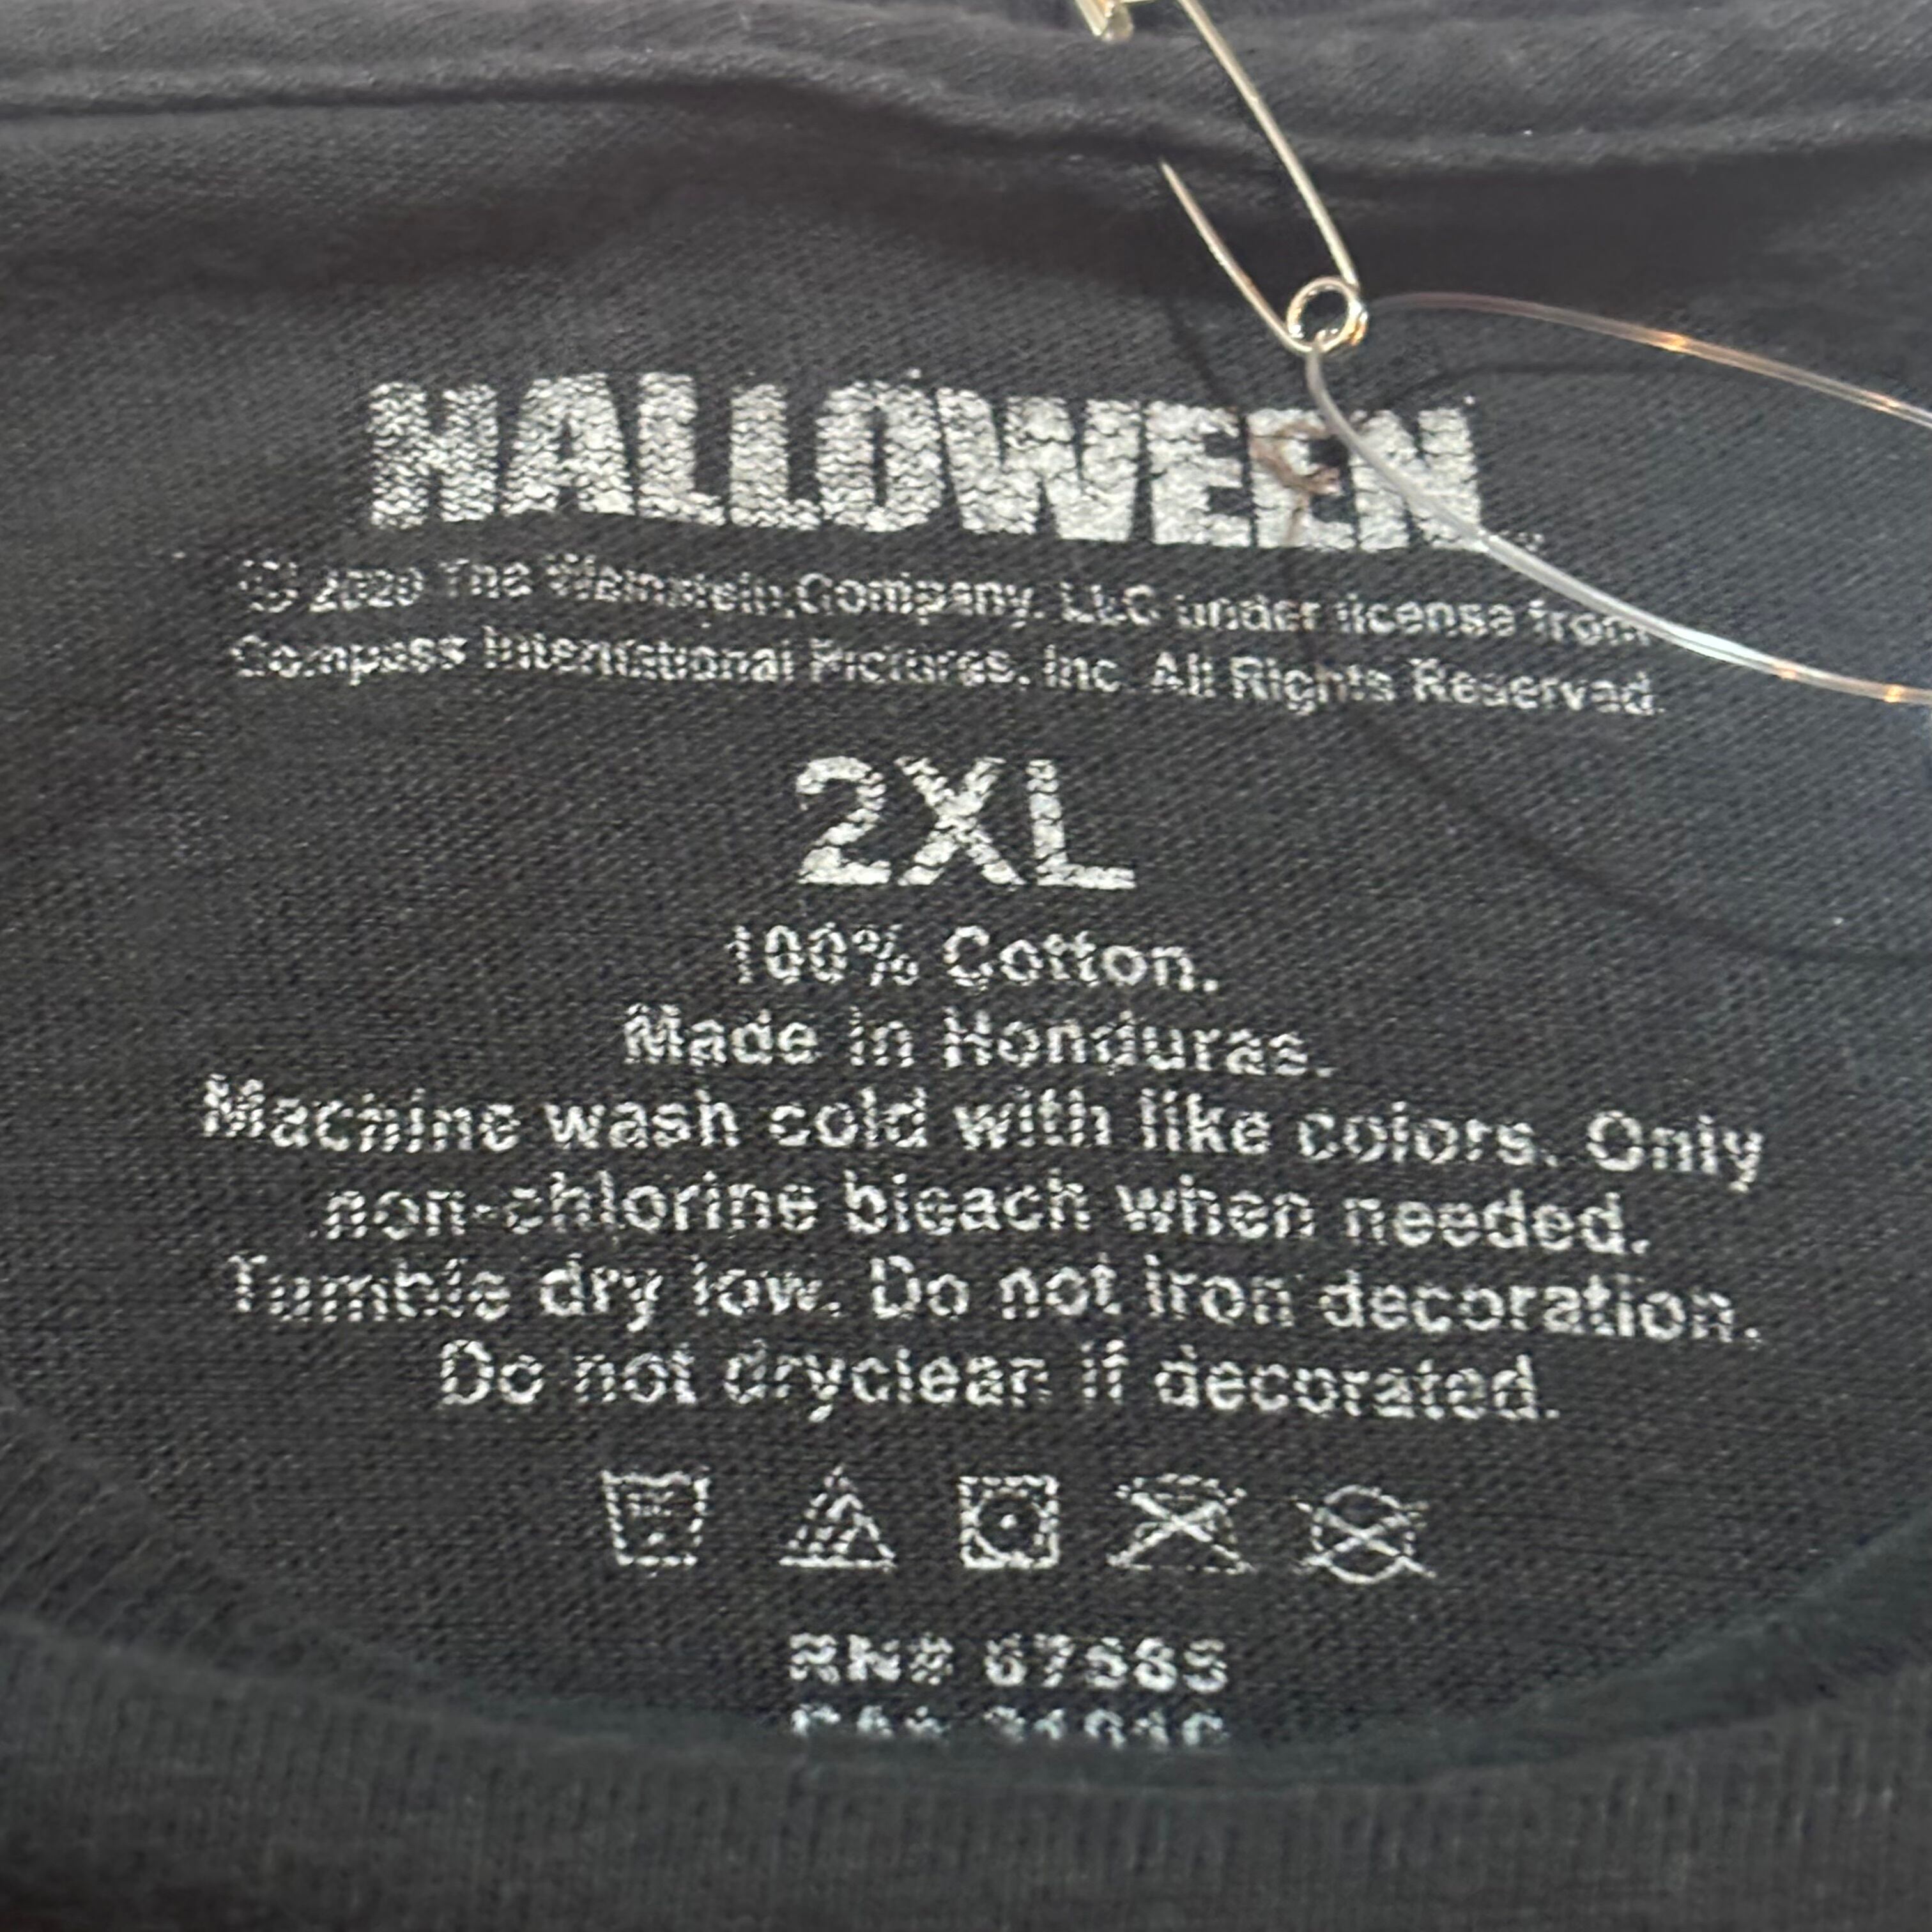 HALLOWEEN
© 2020 The Weinstein Company, LLC under license from
Compass International Pictures, Inc. All Rights Reserved.
2XL
100% Cotton.
Made in Honduras.
Machine wash cold with like colors. Only
non-chlorine bleach when needed.
Tumble dry low. Do not iron decoration.
Do not dryclean if decorated.
RN#